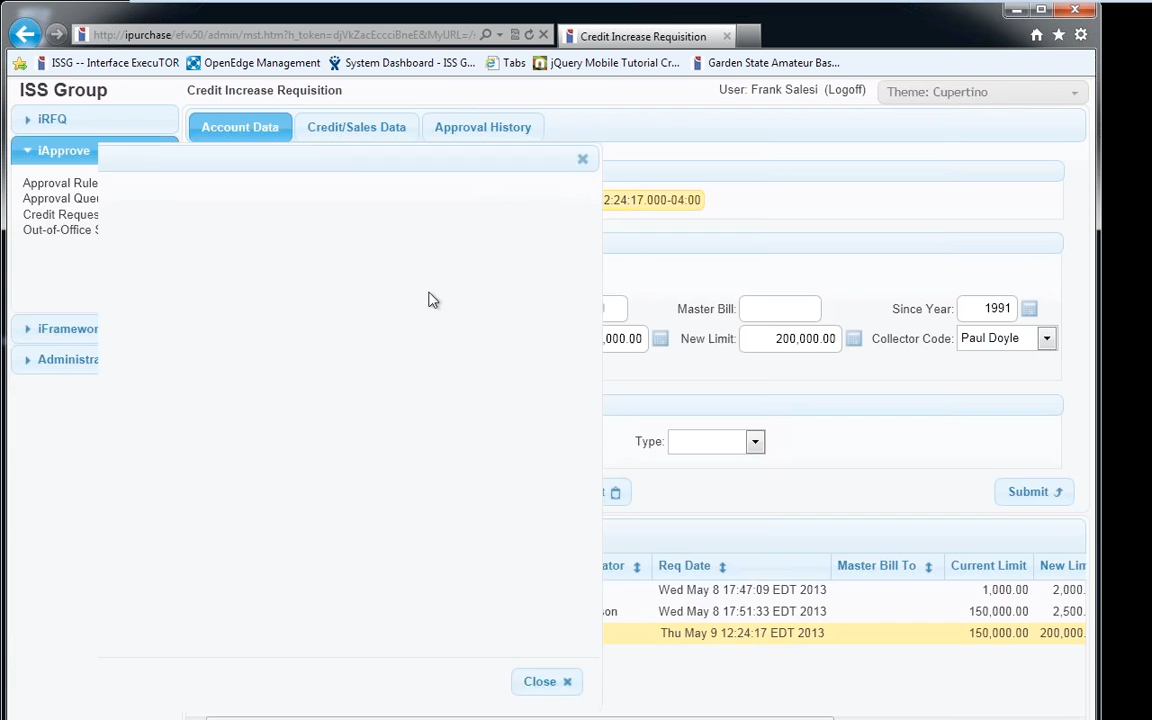 http://ipurchase/efw50/admin/mst.htm?h_token=djVkZacEccciBneE&MyURL=/
Credit Increase Requisition
ISSG -- Interface ExecuTOR
OpenEdge Management
System Dashboard - ISS G...
Tabs
jQuery Mobile Tutorial Cr...
Garden State Amateur Bas...
ISS Group
Credit Increase Requisition
User: Frank Salesi (Logoff)
Theme: Cupertino
iRFQ
Account Data
Credit/Sales Data
Approval History
iApprove
Approval Rule
Approval Queu
Credit Reques
Out-of-Office S
2:24:17.000-04:00
Master Bill:
Since Year: 1991
iFramewor
,000.00
New Limit: 200,000.00
Collector Code: Paul Doyle
Administra
Type:
Submit
ator
Req Date
Master Bill To
Current Limit
New Lim
Wed May 8 17:47:09 EDT 2013
1,000.00
2,000.
son
Wed May 8 17:51:33 EDT 2013
150,000.00
2,500.
Thu May 9 12:24:17 EDT 2013
150,000.00
200,000.
Close